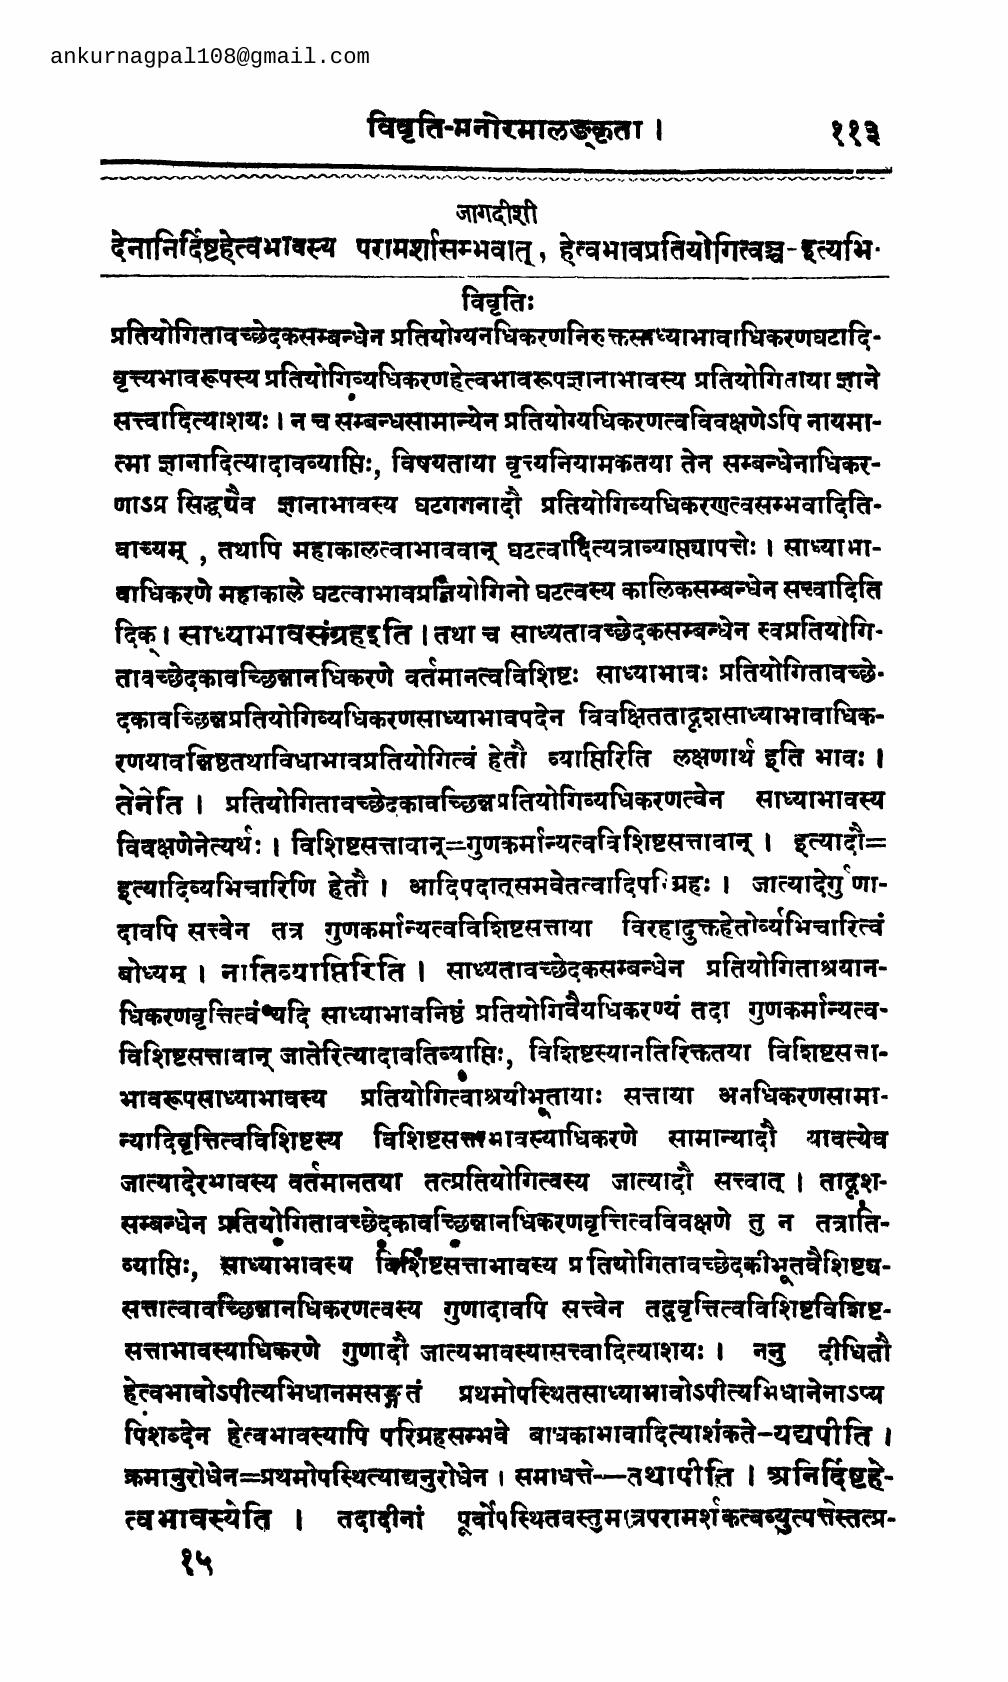 ankurnagpal108@gmail.com
विवृति-मनोरमालङ्कृता । ११३
जागदीशी
देनानिर्दिष्टहेत्वभावस्य परामर्शासम्भवात् , हेत्वभावप्रतियोगित्वञ्च-इत्यभि-
विवृतिः
प्रतियोगितावच्छेदकसम्बन्धेन प्रतियोग्यनधिकरणनिरुक्तसाध्याभावाधिकरणघटादि-
वृत्त्यभावरूपस्य प्रतियोगिव्यधिकरणहेत्वभावरूपज्ञानाभावस्य प्रतियोगिताया ज्ञाने
सत्त्वादित्याशयः । न च सम्बन्धसामान्येन प्रतियोग्यधिकरणत्वविवक्षणेऽपि नायमा-
त्मा ज्ञानादित्यादावव्याप्तिः, विषयताया वृत्त्यनियामकतया तेन सम्बन्धेनाधिकर-
णाऽप्र सिद्ध्यैव ज्ञानाभावस्य घटगगनादौ प्रतियोगिव्यधिकरणत्वसम्भवादिति-
वाच्यम् , तथापि महाकालत्वाभाववान् घटत्वादित्यत्राव्याप्त्यापत्तेः । साध्याभा-
वाधिकरणे महाकाले घटत्वाभावप्रतियोगिनो घटत्वस्य कालिकसम्बन्धेन सत्त्वादिति
दिक् । साध्याभावसंग्रहइति । तथा च साध्यतावच्छेदकसम्बन्धेन स्वप्रतियोगि-
तावच्छेदकावच्छिन्नानधिकरणे वर्तमानत्वविशिष्टः साध्याभावः प्रतियोगितावच्छे-
दकावच्छिन्नप्रतियोगिव्यधिकरणसाध्याभावपदेन विवक्षिततादृशसाध्याभावाधिक-
रणयावन्निष्ठतथाविधाभावप्रतियोगित्वं हेतौ व्याप्तिरिति लक्षणार्थ इति भावः ।
तेनेति । प्रतियोगितावच्छेदकावच्छिन्नप्रतियोगिव्यधिकरणत्वेन साध्याभावस्य
विवक्षणेनेत्यर्थः । विशिष्टसत्तावान्=गुणकर्मान्यत्वविशिष्टसत्तावान् । इत्यादौ=
इत्यादिव्यभिचारिणि हेतौ । आदिपदात्समवेतत्वादिपरिग्रहः । जात्यादेर्गुणा-
दावपि सत्त्वेन तत्र गुणकर्मान्यत्वविशिष्टसत्ताया विरहादुक्तहेतोर्व्यभिचारित्वं
बोध्यम् । नातिव्याप्तिरिति । साध्यतावच्छेदकसम्बन्धेन प्रतियोगिताश्रयान-
धिकरणवृत्तित्वं यदि साध्याभावनिष्ठं प्रतियोगिवैयधिकरण्यं तदा गुणकर्मान्यत्व-
विशिष्टसत्तावान् जातेरित्यादावतिव्याप्तिः, विशिष्टस्यानतिरिक्ततया विशिष्टसत्ता-
भावरूपसाध्याभावस्य प्रतियोगित्वाश्रयीभूतायाः सत्ताया अनधिकरणसामा-
न्यादिवृत्तित्वविशिष्टस्य विशिष्टसत्ताभावस्याधिकरणे सामान्यादौ यावत्येव
जात्यादेरभावस्य वर्तमानतया तत्प्रतियोगित्वस्य जात्यादौ सत्त्वात् । तादृश-
सम्बन्धेन प्रतियोगितावच्छेदकावच्छिन्नानधिकरणवृत्तित्वविवक्षणे तु न तत्राति-
व्याप्तिः, साध्याभावस्य विशिष्टसत्ताभावस्य प्रतियोगितावच्छेदकीभूतवैशिष्ट्य-
सत्तात्वावच्छिन्नानधिकरणत्वस्य गुणादावपि सत्त्वेन तद्वृत्तित्वविशिष्टविशिष्ट-
सत्ताभावस्याधिकरणे गुणादौ जात्यभावस्यासत्त्वादित्याशयः । ननु दीधितौ
हेत्वभावोऽपीत्यभिधानमसङ्गतं प्रथमोपस्थितसाध्याभावोऽपीत्यभिधानेनाऽप्य
पिशब्देन हेत्वभावस्यापि परिग्रहसम्भवे बाधकाभावादित्याशंकते-यद्यपीति ।
क्रमानुरोधेन=प्रथमोपस्थित्याद्यनुरोधेन । समाधत्ते—तथापीति । अनिर्दिष्टहे-
त्वभावस्येति । तदादीनां पूर्वोपस्थितवस्तुमात्रपरामर्शकत्वव्युत्पत्तेस्तत्प्र-
१५